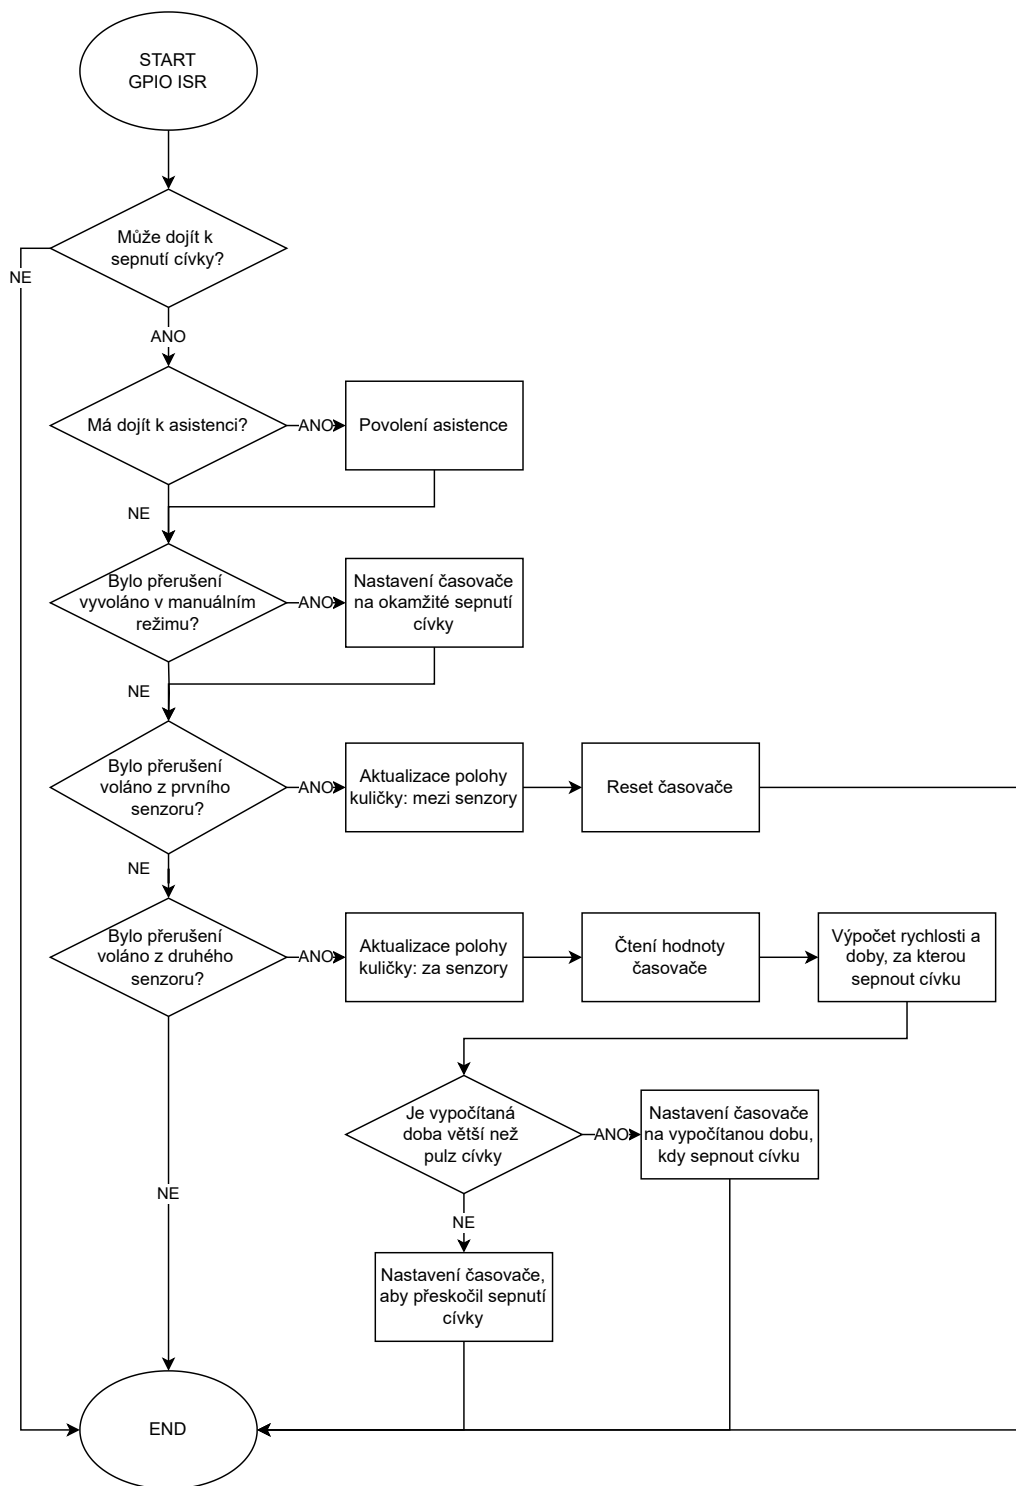 START
GPIO ISR
Může dojít k
sepnutí cívky?
NE
ANO
Má dojít k asistenci?
ANO
Povolení asistence
NE
Bylo přerušení
vyvoláno v manuálním
režimu?
ANO
Nastavení časovače
na okamžité sepnutí
cívky
NE
Bylo přerušení
voláno z prvního
senzoru?
ANO
Aktualizace polohy
kuličky: mezi senzory
Reset časovače
NE
Bylo přerušení
voláno z druhého
senzoru?
ANO
Aktualizace polohy
kuličky: za senzory
Čtení hodnoty
časovače
Výpočet rychlosti a
doby, za kterou
sepnout cívku
Je vypočítaná
doba větší než
pulz cívky
ANO
Nastavení časovače
na vypočítanou dobu,
kdy sepnout cívku
NE
NE
Nastavení časovače,
aby přeskočil sepnutí
cívky
END